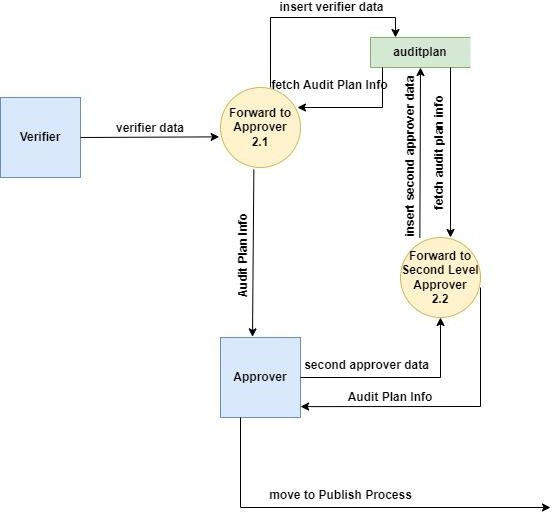 insert verifier data
auditplan
fetch Audit Plan Info
Forward to
Approver
2.1
Verifier
verifier data
insert second approver data
fetch audit plan info
Audit Plan Info
Forward to
Second Level
Approver
2.2
Approver
second approver data
Audit Plan Info
move to Publish Process